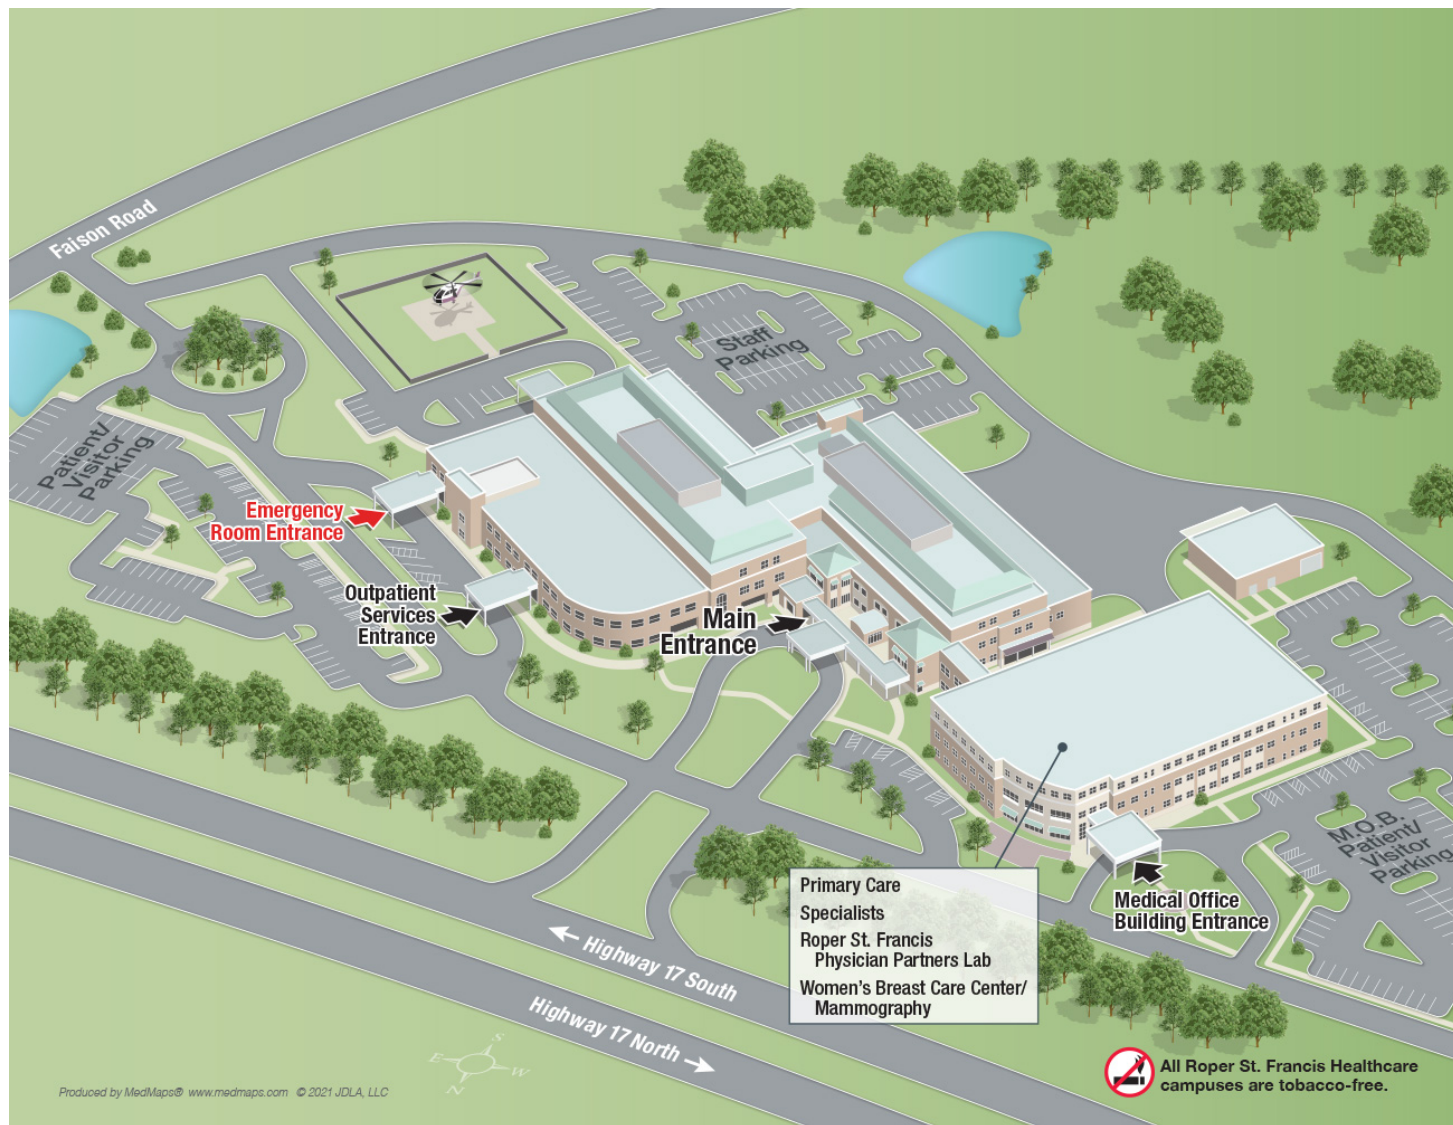 Faison Road
Staff
Parking
Patient/
Visitor
Parking
Emergency
Room Entrance
Outpatient
Services
Entrance
Main
Entrance
M.O.B.
Patient/
Visitor
Parking
Primary Care
Specialists
Roper St. Francis
Physician Partners Lab
Women's Breast Care Center/
Mammography
Medical Office
Building Entrance
Highway 17 South
Highway 17 North
S
E
W
N
All Roper St. Francis Healthcare
campuses are tobacco-free.
Produced by MedMaps® www.medmaps.com © 2021 JDLA, LLC